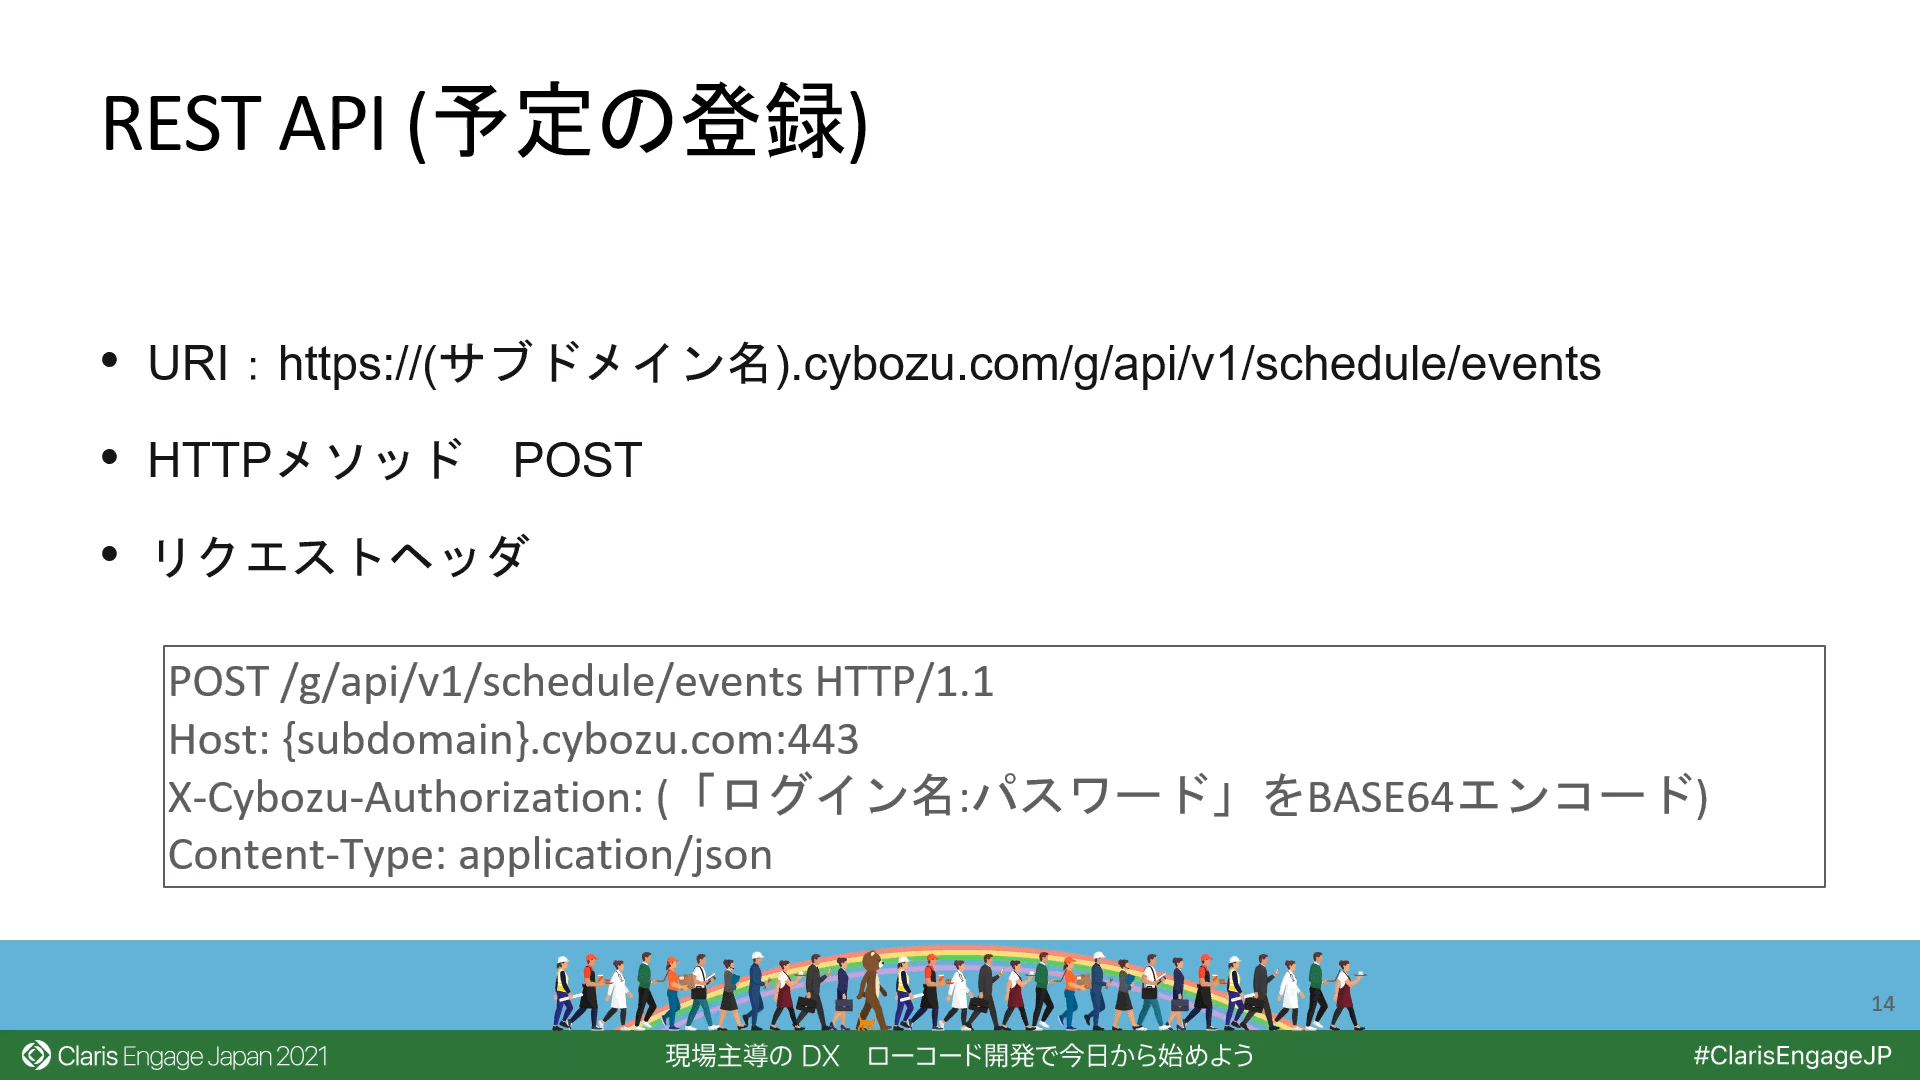 REST API (予定の登録)
• URI：https://(サブドメイン名).cybozu.com/g/api/v1/schedule/events
• HTTPメソッド　POST
• リクエストヘッダ
POST /g/api/v1/schedule/events HTTP/1.1
Host: {subdomain}.cybozu.com:443
X-Cybozu-Authorization: (「ログイン名:パスワード」をBASE64エンコード)
Content-Type: application/json
14
Claris Engage Japan 2021
現場主導の DX　ローコード開発で今日から始めよう
#ClarisEngageJP